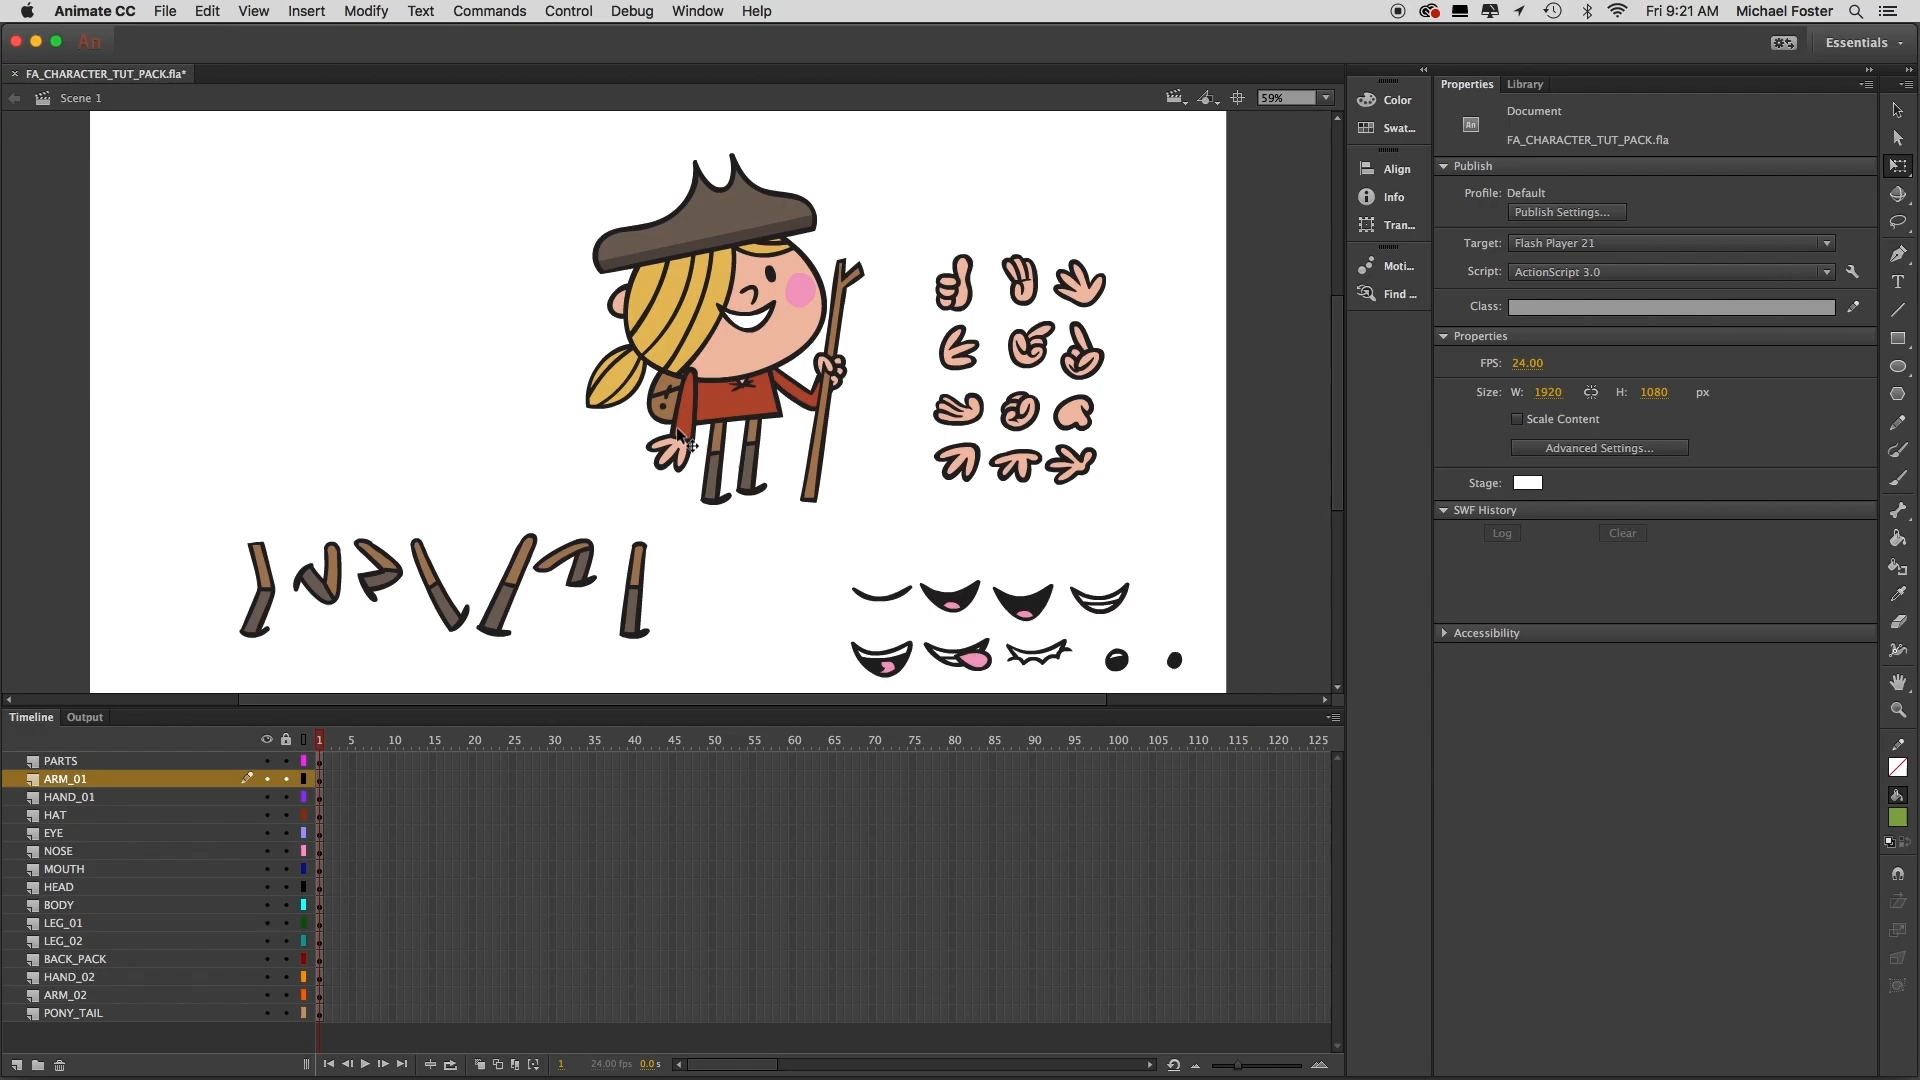 Animate CC File Edit View Insert Modify Text Commands Control Debug Window Help Fri 9:21 AM Michael Foster
An Essentials
× FA_CHARACTER_TUT_PACK.fla*
Scene 1 59%
Color
Swat...
Align
Info
Tran...
Moti...
Find ...
Properties Library
Document
An
FA_CHARACTER_TUT_PACK.fla
Publish
Profile: Default
Publish Settings...
Target: Flash Player 21
Script: ActionScript 3.0
Class:
Properties
FPS: 24.00
Size: W: 1920 H: 1080 px
Scale Content
Advanced Settings...
Stage:
SWF History
Log Clear
Accessibility
T
Timeline Output
1 5 10 15 20 25 30 35 40 45 50 55 60 65 70 75 80 85 90 95 100 105 110 115 120 125
PARTS
ARM_01
HAND_01
HAT
EYE
NOSE
MOUTH
HEAD
BODY
LEG_01
LEG_02
BACK_PACK
HAND_02
ARM_02
PONY_TAIL
1 24.00 fps 0.0 s